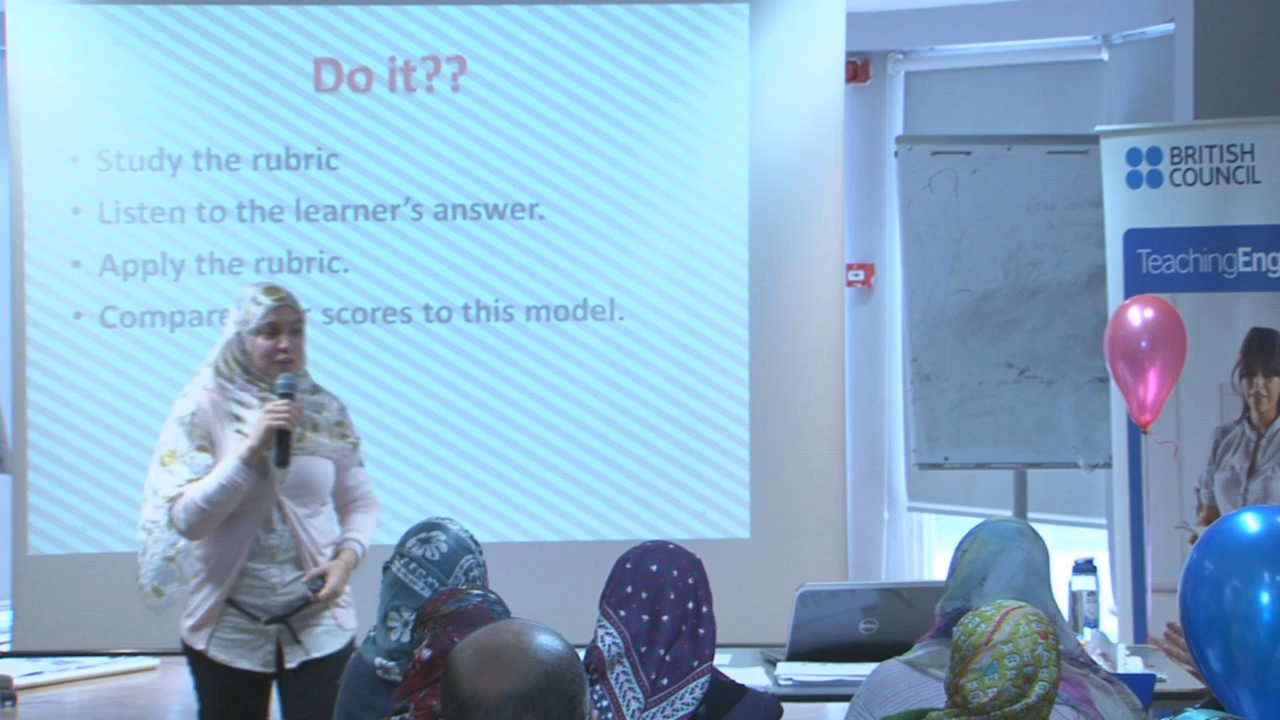 Do it??
• Study the rubric
• Listen to the learner's answer.
• Apply the rubric.
• Compare scores to this model.
BRITISH
COUNCIL
TeachingEng
DELL